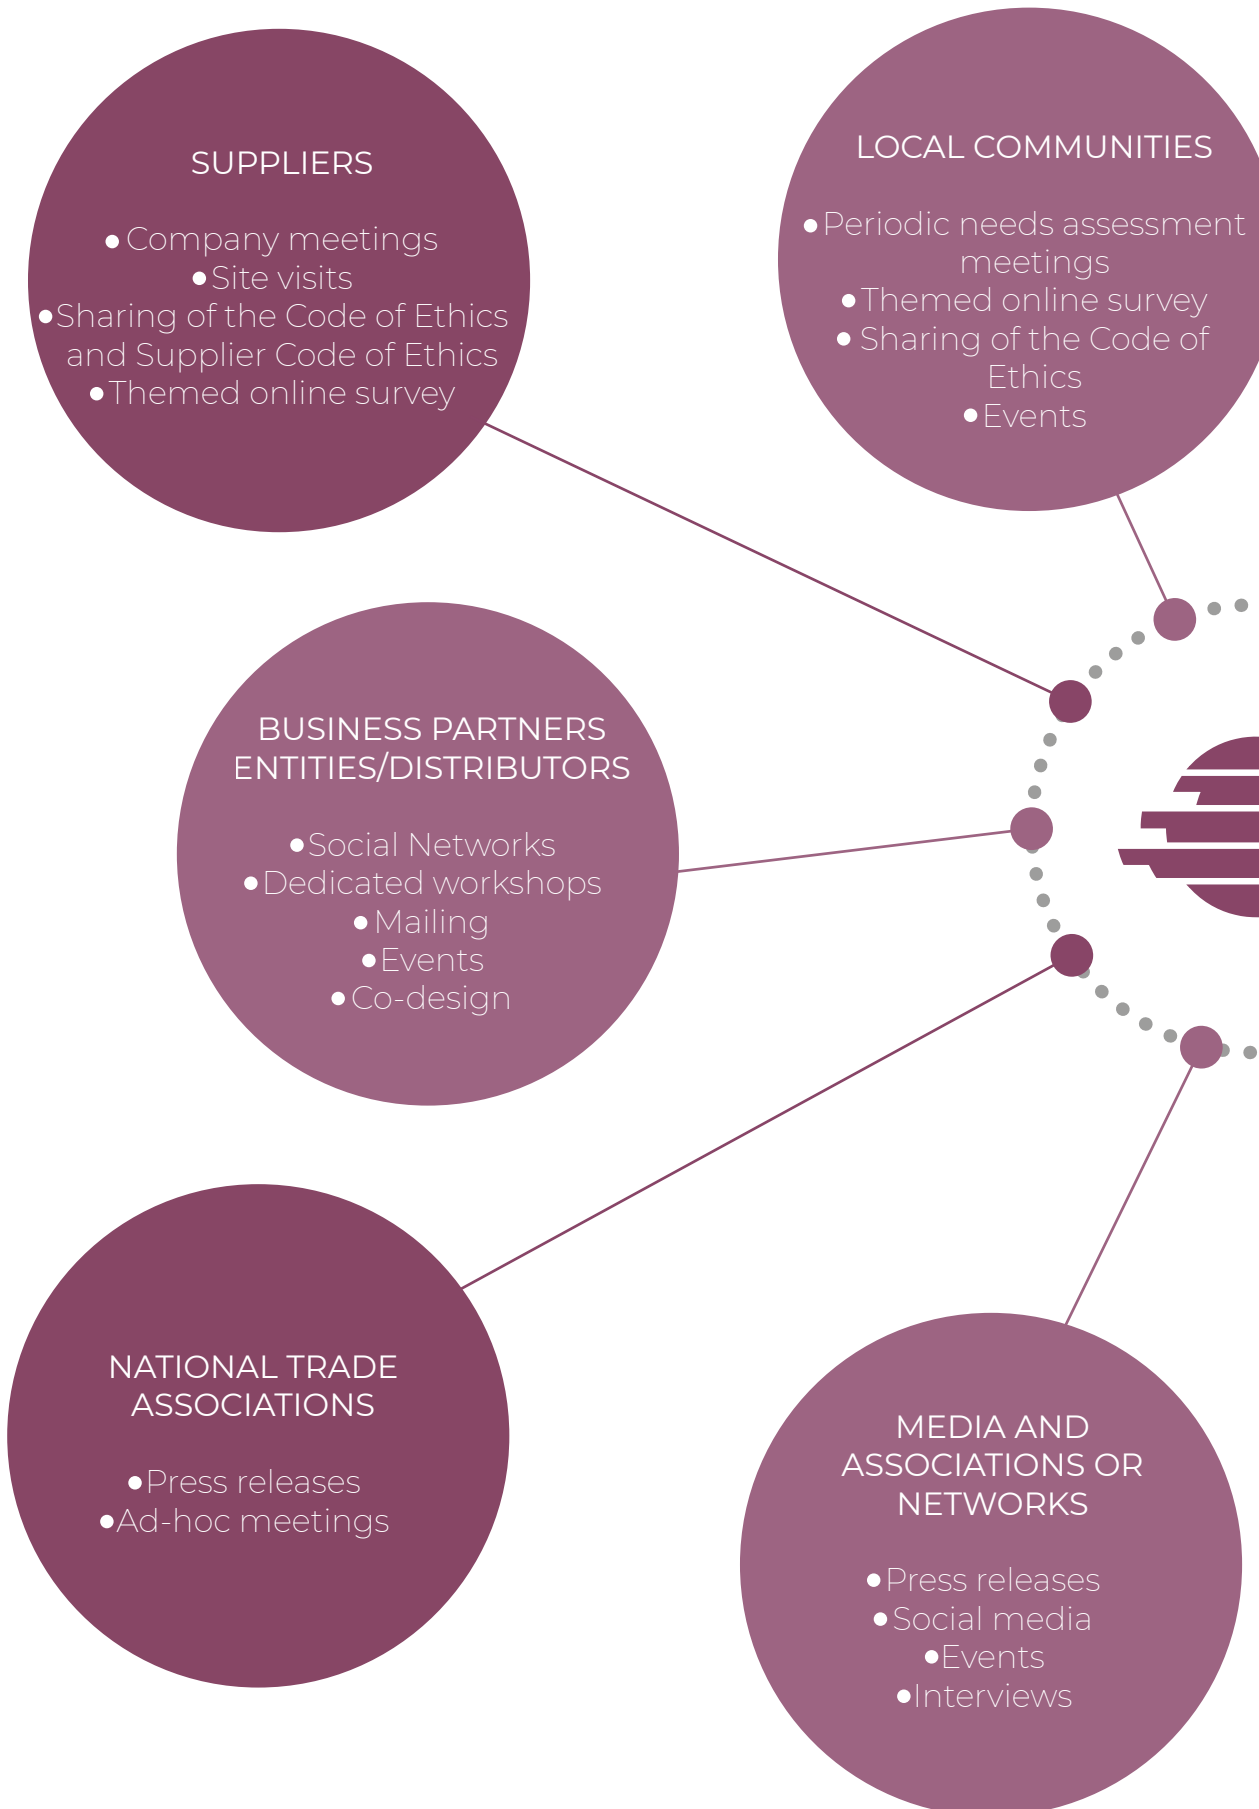 SUPPLIERS
● Company meetings
● Site visits
● Sharing of the Code of Ethics
and Supplier Code of Ethics
● Themed online survey
LOCAL COMMUNITIES
● Periodic needs assessment
meetings
● Themed online survey
● Sharing of the Code of
Ethics
● Events
BUSINESS PARTNERS
ENTITIES/DISTRIBUTORS
● Social Networks
● Dedicated workshops
● Mailing
● Events
● Co-design
NATIONAL TRADE
ASSOCIATIONS
● Press releases
● Ad-hoc meetings
MEDIA AND
ASSOCIATIONS OR
NETWORKS
● Press releases
● Social media
● Events
● Interviews